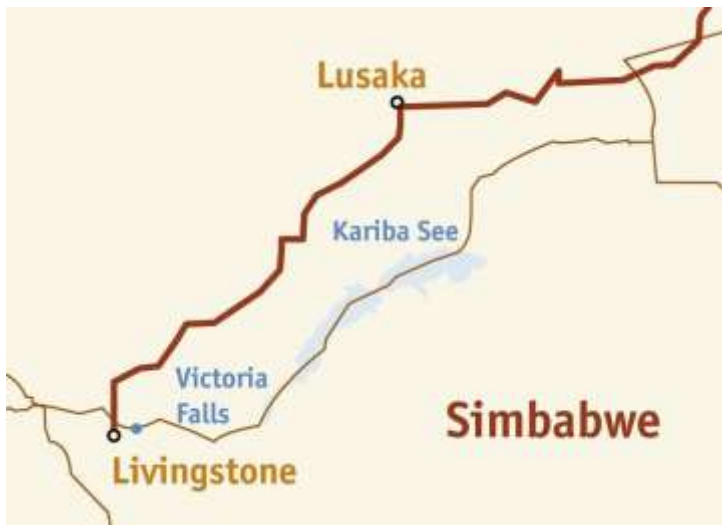 Lusaka
Kariba See
Victoria
Falls
Simbabwe
Livingstone